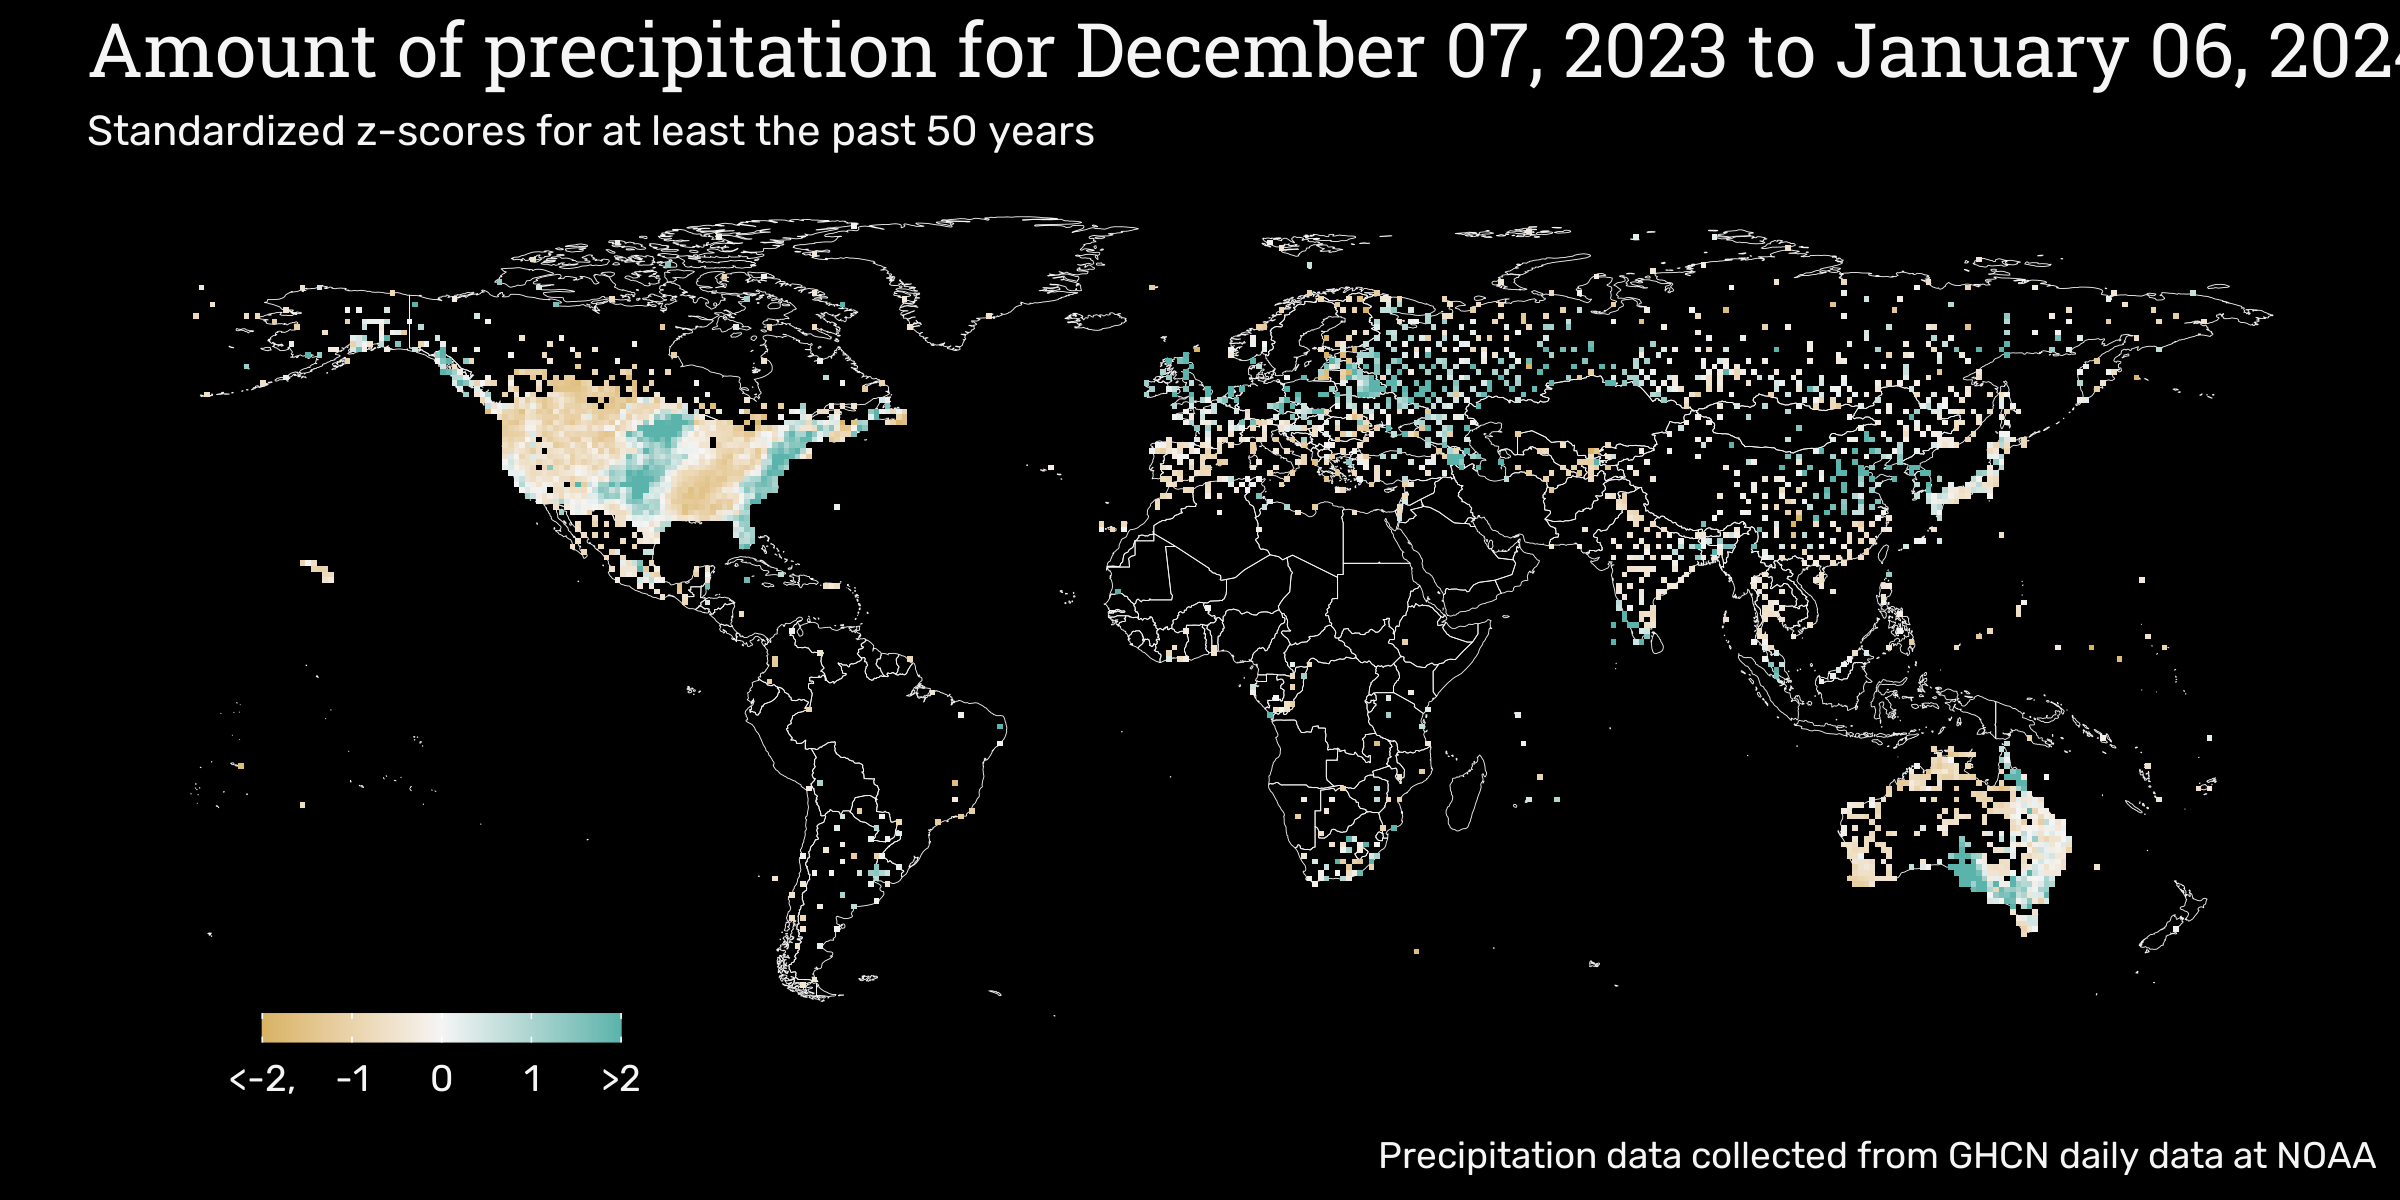 Amount of precipitation for December 07, 2023 to January 06, 202
Standardized z-scores for at least the past 50 years
<-2, -1 0 1 >2
Precipitation data collected from GHCN daily data at NOAA